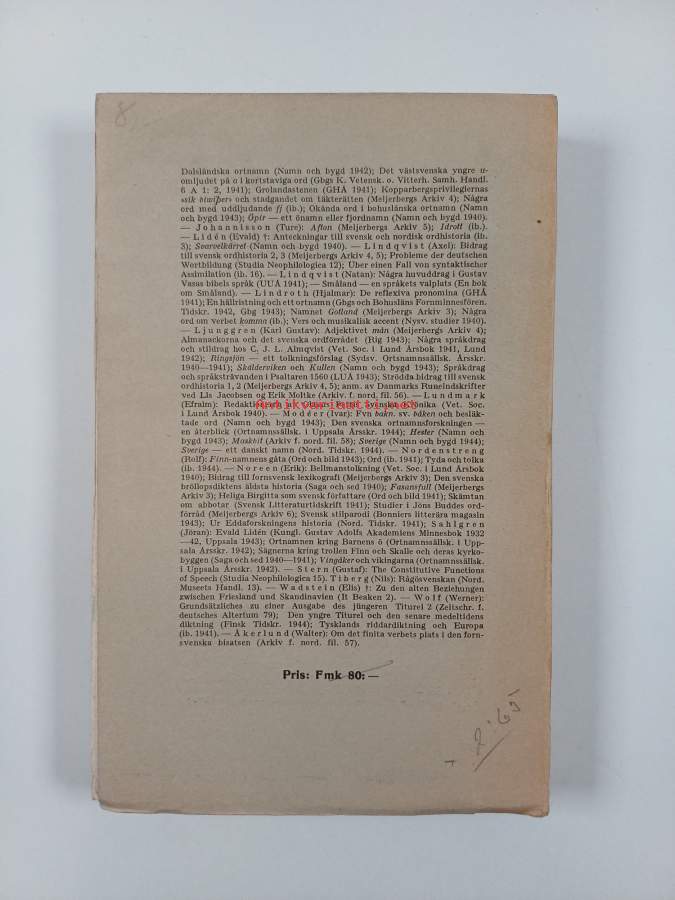 8
Dalsländska ortnamn (Namn och bygd 1942); Det västsvenska yngre u-
omljudet på a i kortstaviga ord (Gbgs K. Vetensk. o. Vitterh. Samh. Handl.
6 A 1: 2, 1941); Grolandastenen (GHÅ 1941); Kopparbergsprivilegiernas
«sik biwiþer» och stadgandet om täkterätten (Meijerbergs Arkiv 4); Några
ord med uddljudande fj (ib.); Okända ord i bohuslänska ortnamn (Namn
och bygd 1943); Öpir — ett önamn eller fjordnamn (Namn och bygd 1940).
— Johannisson (Ture): Afton (Meijerbergs Arkiv 5); Idrott (ib.).
— Lidén (Evald) †: Anteckningar till svensk och nordisk ordhistoria (ib.
3); Svarvelkärret (Namn och bygd 1940). — Lindqvist (Axel): Bidrag
till svensk ordhistoria 2, 3 (Meijerbergs Arkiv 4, 5); Probleme der deutschen
Wortbildung (Studia Neophilologica 12); Über einen Fall von syntaktischer
Assimilation (ib. 16). — Lindqvist (Natan): Några huvuddrag i Gustav
Vasas bibels språk (UUÅ 1941); — Småland — en språkets valplats (En bok
om Småland). — Lindroth (Hjalmar): De reflexiva pronomina (GHÅ
1941); En hällristning och ett ortnamn (Gbgs och Bohusläns Fornminnesfören.
Tidskr. 1942, Gbg 1943); Namnet Gotland (Meijerbergs Arkiv 3); Några
ord om verbet komma (ib.); Vers och musikalisk accent (Nysv. studier 1940).
— Ljunggren (Karl Gustav): Adjektivet mån (Meijerbergs Arkiv 4);
Almanackorna och det svenska ordförrådet (Rig 1943); Några språkdrag
och stildrag hos C. J. L. Almqvist (Vet. Soc. i Lund Årsbok 1941, Lund
1942); Ringsjön — ett tolkningsförslag (Sydsv. Ortsnamnssällsk. Årsskr.
1940—1941); Skälderviken och Kullen (Namn och bygd 1943); Språkdrag
och språksträvanden i Psaltaren 1560 (LUÅ 1943); Strödda bidrag till svensk
ordhistoria 1, 2 (Meijerbergs Arkiv 4, 5); anm. av Danmarks Runeindskrifter
ved Lis Jacobsen og Erik Moltke (Arkiv f. nord. fil. 56). — Lundmark
(Efraim): Redaktionerna av Olaus Petri Svenska krönika (Vet. Soc.
i Lund Årsbok 1940). — Modéer (Ivar): Fvn bákn. sv. båken och besläk-
tade ord (Namn och bygd 1943); Den svenska ortnamnsforskningen —
en återblick (Ortnamnssällsk. i Uppsala Årsskr. 1944); Hester (Namn och
bygd 1943); Moskbit (Arkiv f. nord. fil. 58); Sverige (Namn och bygd 1944);
Sverige — ett danskt namn (Nord. Tidskr. 1944). — Nordenstreng
(Rolf): Finn-namnens gåta (Ord och bild 1943); Ord (ib. 1941); Tyda och tolka
(ib. 1944). — Noreen (Erik): Bellmanstolkning (Vet. Soc. i Lund Årsbok
1940); Bidrag till fornsvensk lexikografi (Meijerbergs Arkiv 3); Den svenska
bröllopsdiktens äldsta historia (Saga och sed 1940); Fasansfull (Meijerbergs
Arkiv 3); Heliga Birgitta som svensk författare (Ord och bild 1941); Skämtan
om abbotar (Svensk Litteraturtidskrift 1941); Studier i Jöns Buddes ord-
förråd (Meijerbergs Arkiv 6); Svensk stilparodi (Bonniers litterära magasin
1943); Ur Eddaforskningens historia (Nord. Tidskr. 1941); Sahlgren
(Jöran): Evald Lidén (Kungl. Gustav Adolfs Akademiens Minnesbok 1932
—42, Uppsala 1943); Ortnamnen kring Barnens ö (Ortnamnssällsk. i Upp-
sala Årsskr. 1942); Sägnerna kring trollen Finn och Skalle och deras kyrko-
byggen (Saga och sed 1940—1941); Vingåker och vikingarna (Ortnamnssällsk.
i Uppsala Årsskr. 1942). — Stern (Gustaf): The Constitutive Functions
of Speech (Studia Neophilologica 15). Tiberg (Nils): Rågösvenskan (Nord.
Museets Handl. 13). — Wadstein (Elis) †: Zu den alten Beziehungen
zwischen Friesland und Skandinavien (It Beaken 2). — Wolf (Werner):
Grundsätzliches zu einer Ausgabe des jüngeren Titurel 2 (Zeitschr. f.
deutsches Alterium 79); Den yngre Titurel och den senare medeltidens
diktning (Finsk Tidskr. 1944); Tysklands riddardiktning och Europa
(ib. 1941). — Åkerlund (Walter): Om det finita verbets plats i den forn-
svenska bisatsen (Arkiv f. nord. fil. 57).
Antikvariaatti.net
Pris: Fmk 80: —
2:65